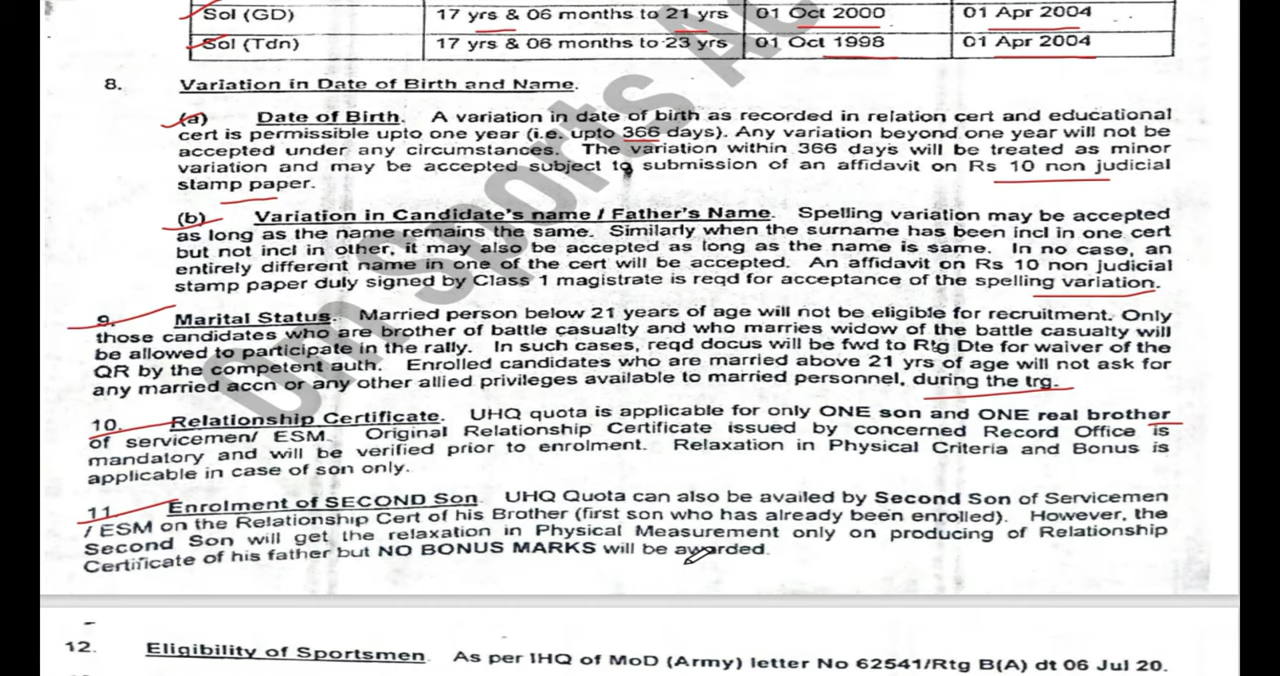 Sol (GD) 17 yrs & 06 months to 21 yrs 01 Oct 2000 01 Apr 2004
Sol (Tdn) 17 yrs & 06 months to 23 yrs 01 Oct 1998 01 Apr 2004
8. Variation in Date of Birth and Name.
(a) Date of Birth. A variation in date of birth as recorded in relation cert and educational
cert is permissible upto one year (i.e. upto 366 days). Any variation beyond one year will not be
accepted under any circumstances. The variation within 366 days will be treated as minor
variation and may be accepted subject to submission of an affidavit on Rs 10 non judicial
stamp paper.
(b) Variation in Candidate's name / Father's Name. Spelling variation may be accepted
as long as the name remains the same. Similarly when the surname has been incl in one cert
but not incl in other, it may also be accepted as long as the name is same. In no case, an
entirely different name in one of the cert will be accepted. An affidavit on Rs 10 non judicial
stamp paper duly signed by Class 1 magistrate is reqd for acceptance of the spelling variation.
9. Marital Status. Married person below 21 years of age will not be eligible for recruitment. Only
those candidates who are brother of battle casualty and who marries widow of the battle casualty will
be allowed to participate in the rally. In such cases, reqd docus will be fwd to Rtg Dte for waiver of the
QR by the competent auth. Enrolled candidates who are married above 21 yrs of age will not ask for
any married accn or any other allied privileges available to married personnel, during the trg.
10. Relationship Certificate. UHQ quota is applicable for only ONE son and ONE real brother
of servicemen/ ESM. Original Relationship Certificate issued by concerned Record Office is
mandatory and will be verified prior to enrolment. Relaxation in Physical Criteria and Bonus is
applicable in case of son only.
11. Enrolment of SECOND Son. UHQ Quota can also be availed by Second Son of Servicemen
/ ESM on the Relationship Cert of his Brother (first son who has already been enrolled). However, the
Second Son will get the relaxation in Physical Measurement only on producing of Relationship
Certificate of his father but NO BONUS MARKS will be awarded.
12. Eligibility of Sportsmen. As per IHQ of MoD (Army) letter No 62541/Rtg B(A) dt 06 Jul 20.